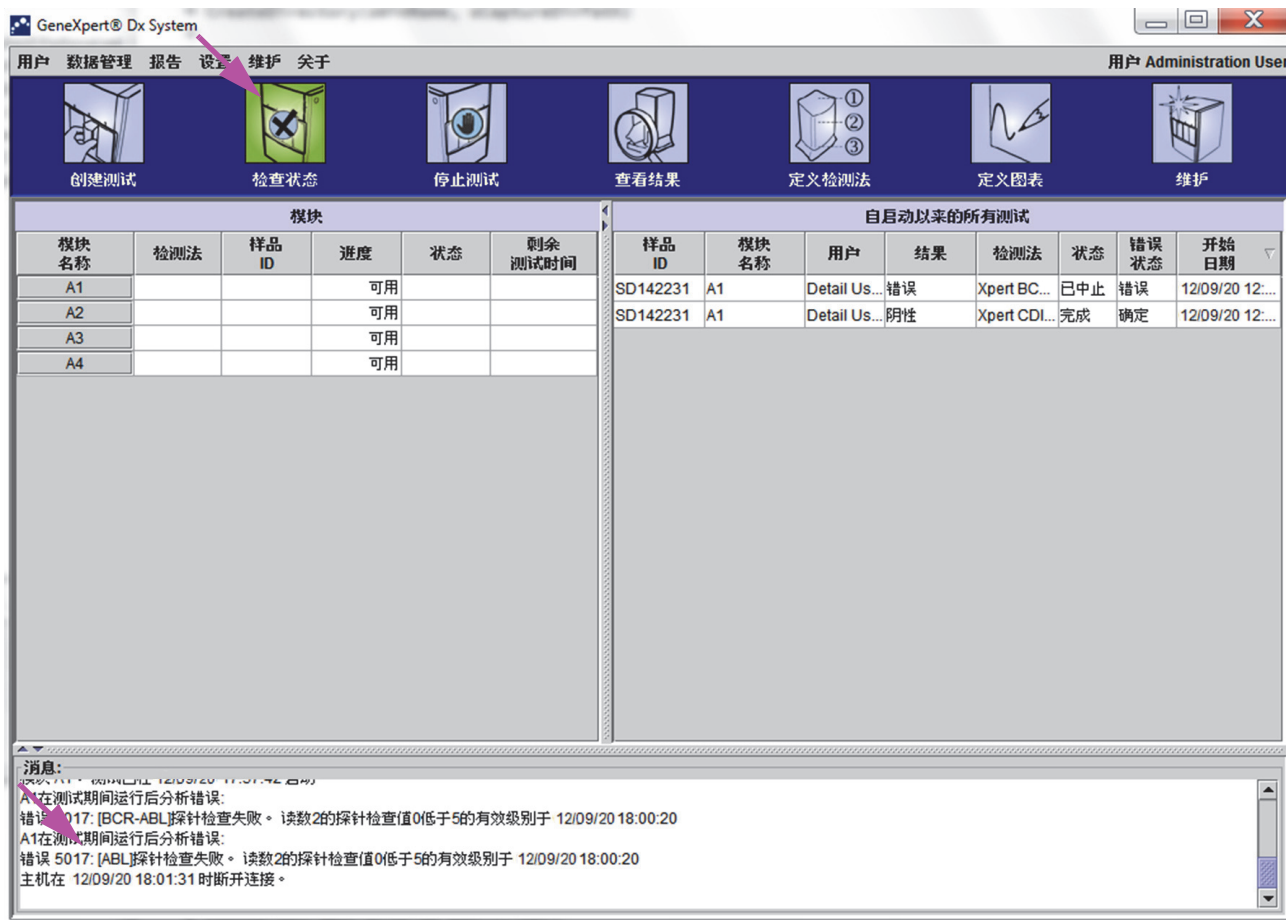 GeneXpert® Dx System
用户 数据管理 报告 设置 维护 关于
用户 Administration User
创建测试 检查状态 停止测试 查看结果 定义检测法 定义图表 维护
①
②
③
模块
模块名称 检测法 样品ID 进度 状态 剩余测试时间
A1 可用
A2 可用
A3 可用
A4 可用
自启动以来的所有测试
样品ID 模块名称 用户 结果 检测法 状态 错误状态 开始日期
SD142231 A1 Detail Us... 错误 Xpert BC... 已中止 错误 12/09/20 12:...
SD142231 A1 Detail Us... 阴性 Xpert CDI... 完成 确定 12/09/20 12:...
消息:
A1在测试期间运行后分析错误:
错误 5017: [BCR-ABL]探针检查失败。 读数2的探针检查值0低于5的有效级别于 12/09/20 18:00:20
A1在测试期间运行后分析错误:
错误 5017: [ABL]探针检查失败。 读数2的探针检查值0低于5的有效级别于 12/09/20 18:00:20
主机在 12/09/20 18:01:31 时断开连接。